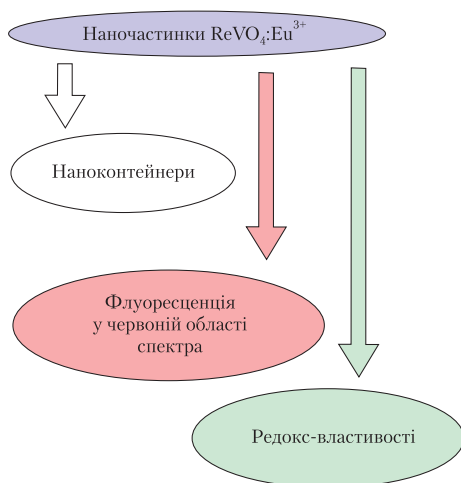 Наночастинки ReVO₄:Eu³⁺
Наноконтейнери
Флуоресценція
у червоній області
спектра
Редокс-властивості